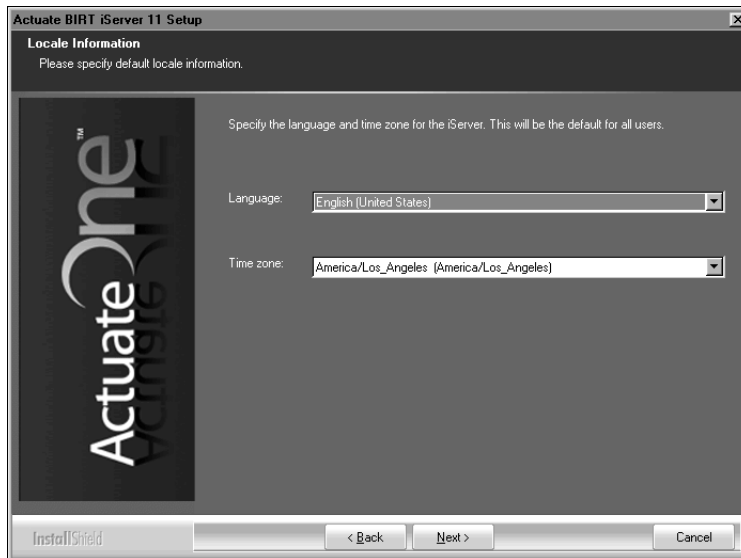 Actuate BIRT iServer 11 Setup
Locale Information
Please specify default locale information.
ActuateOne™
Specify the language and time zone for the iServer. This will be the default for all users.
Language: English (United States)
Time zone: America/Los_Angeles (America/Los_Angeles)
InstallShield
< Back Next > Cancel